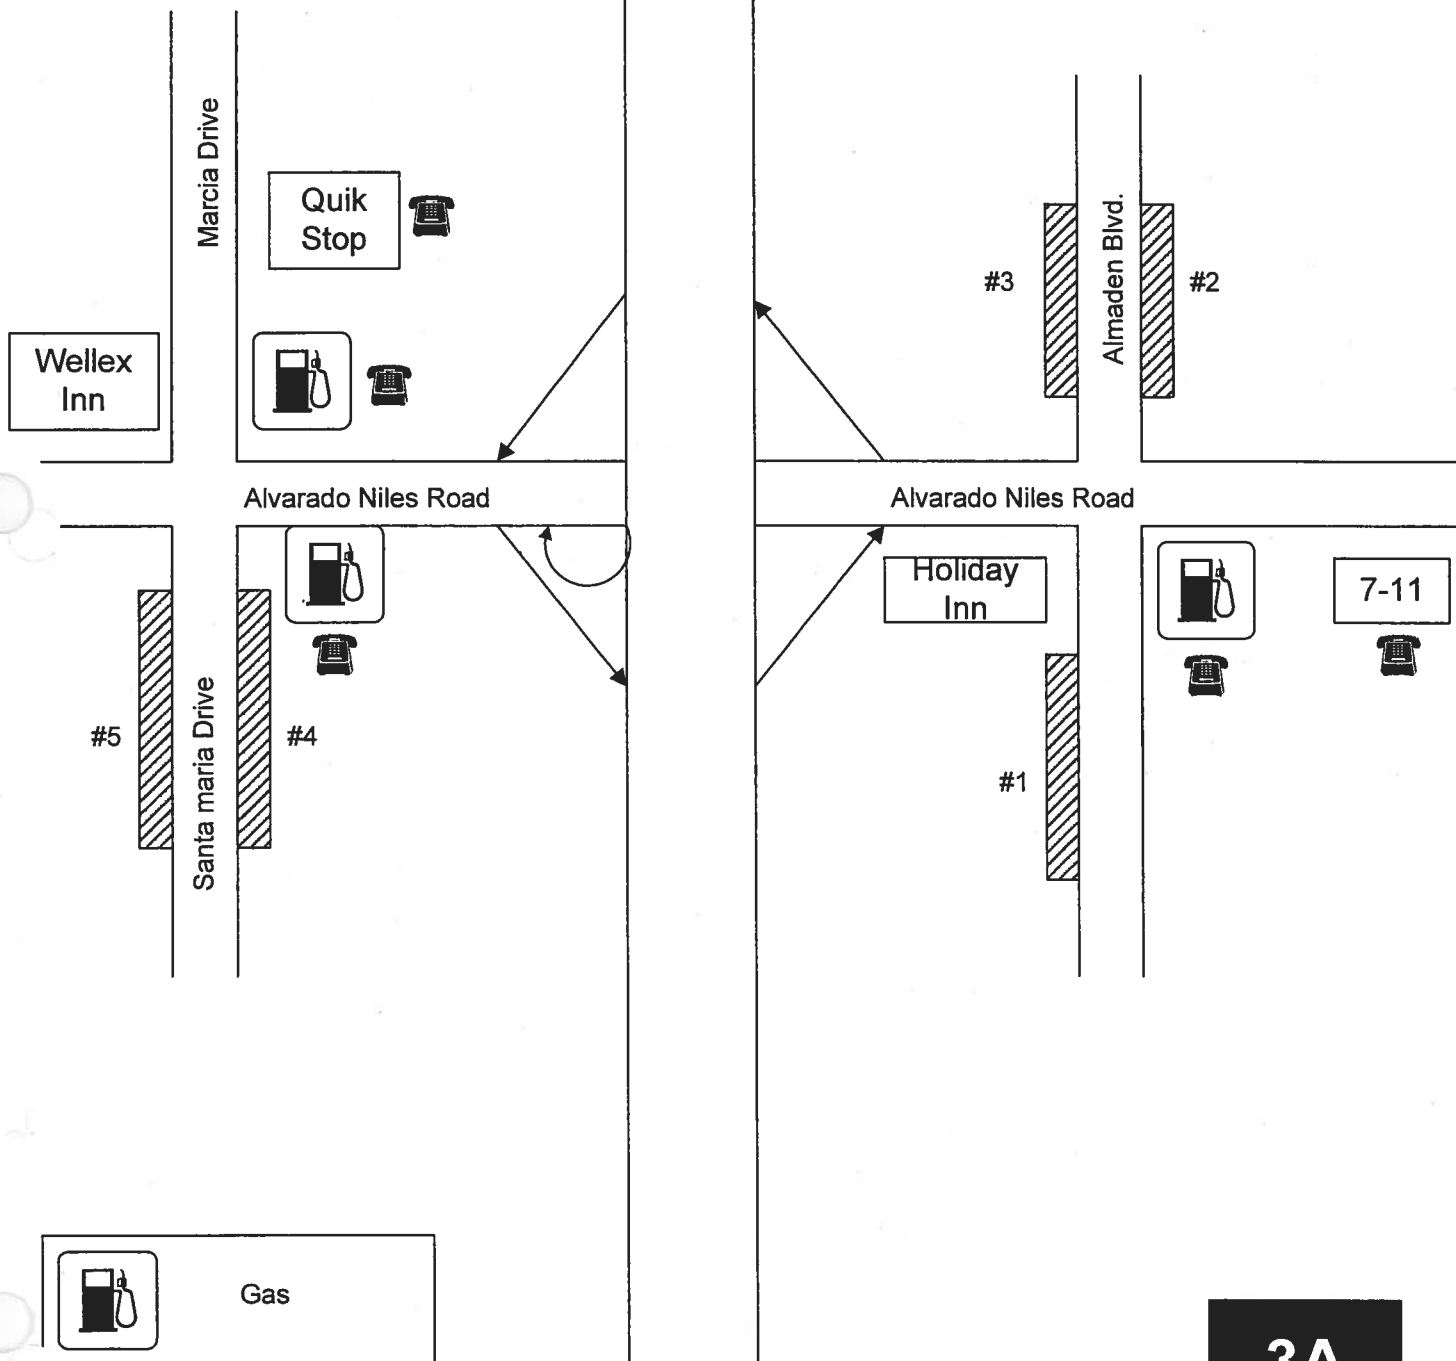 Marcia Drive
Quik
Stop
Wellex
Inn
#3
Almaden Blvd.
#2
Alvarado Niles Road
Alvarado Niles Road
Holiday
Inn
7-11
#5
Santa maria Drive
#4
#1
Gas
3A